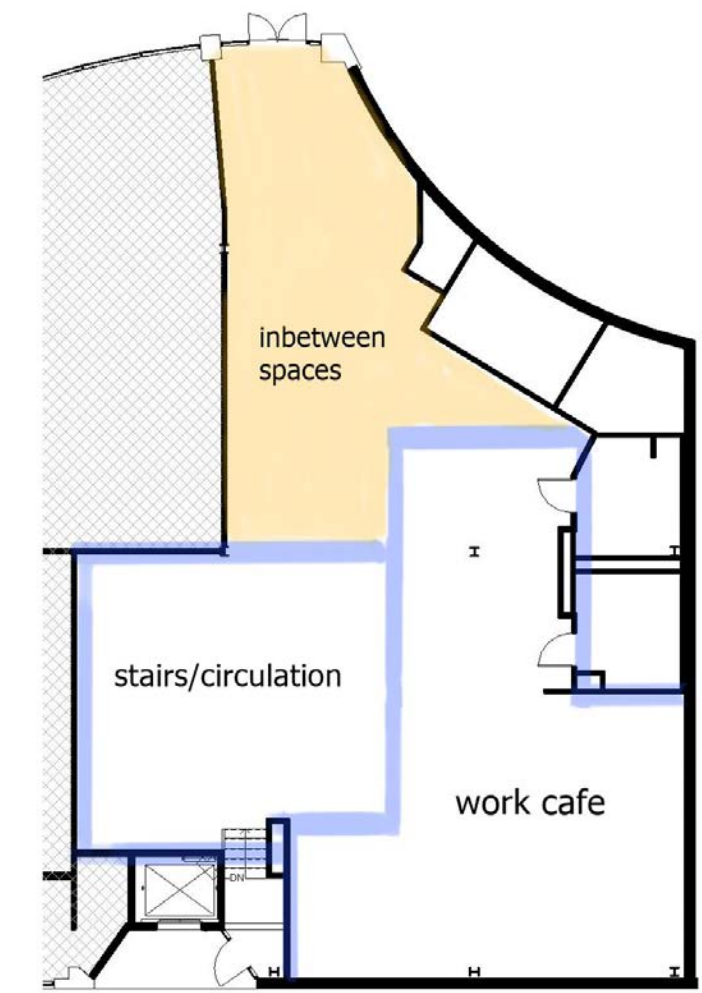 inbetween
spaces
stairs/circulation
work cafe
DN